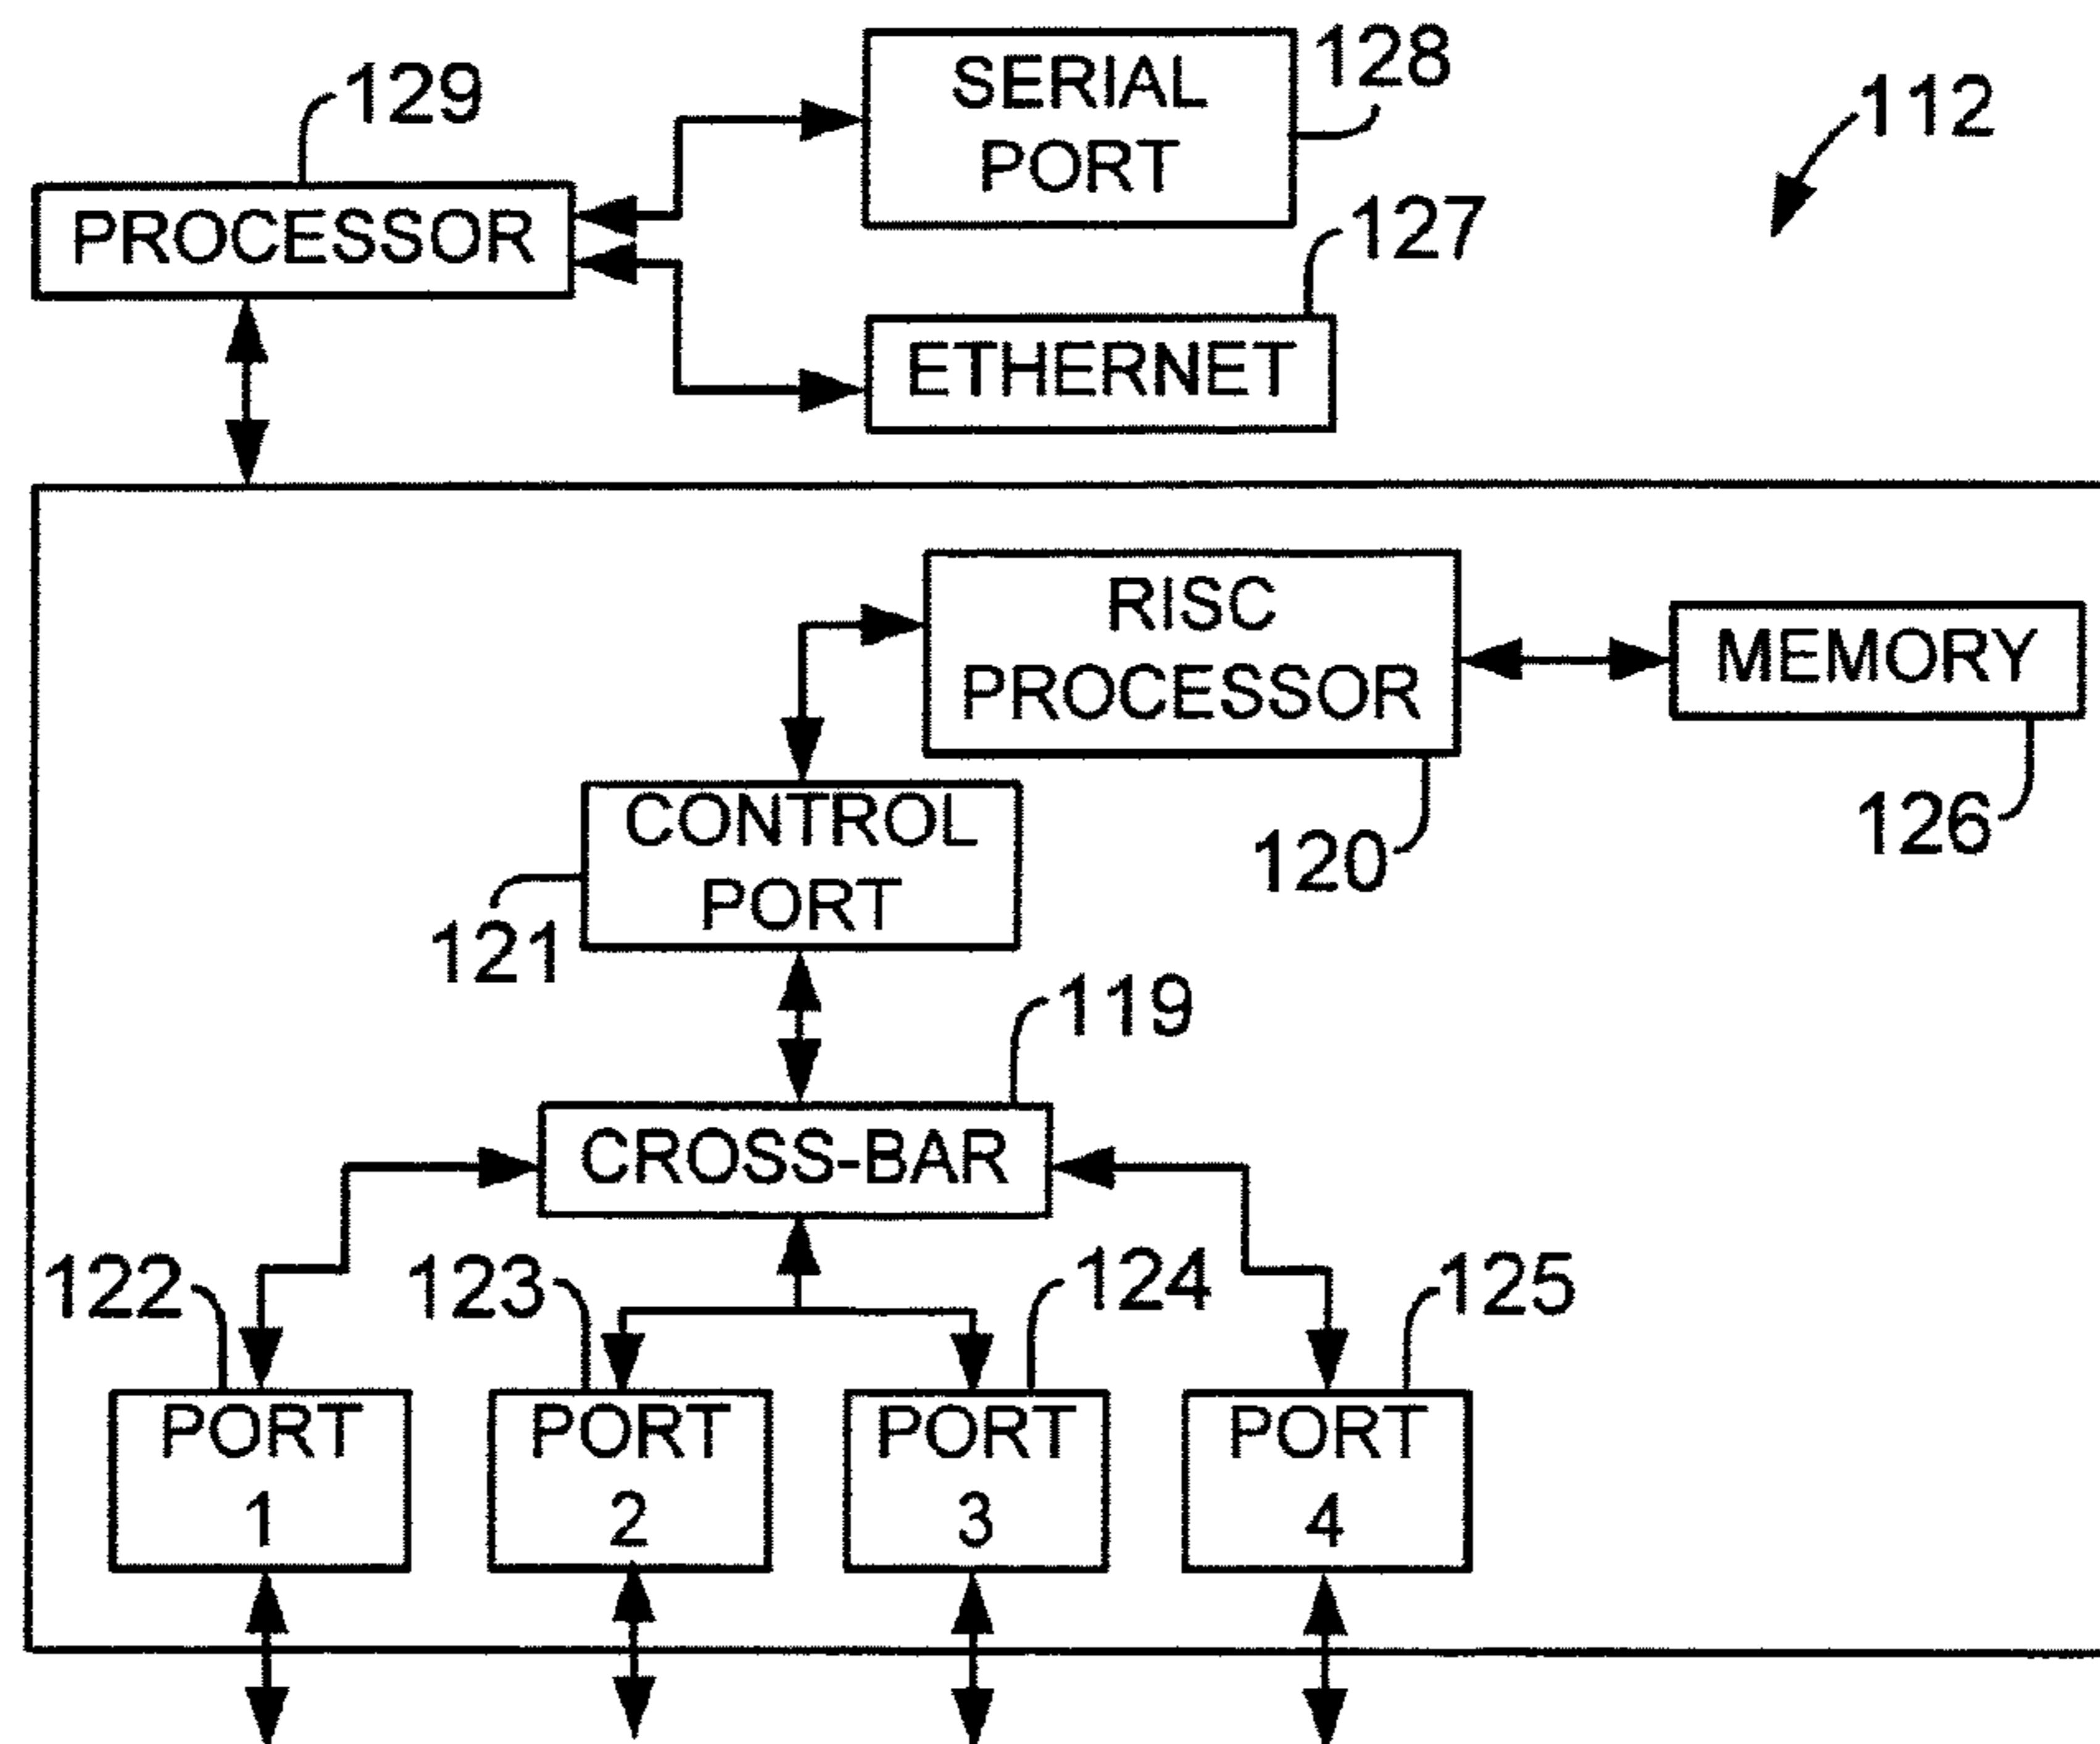 128
SERIAL
PORT
129
112
PROCESSOR
127
ETHERNET
RISC
PROCESSOR
MEMORY
CONTROL
PORT
120
126
121
119
CROSS-BAR
122
123
124
125
PORT
1
PORT
2
PORT
3
PORT
4